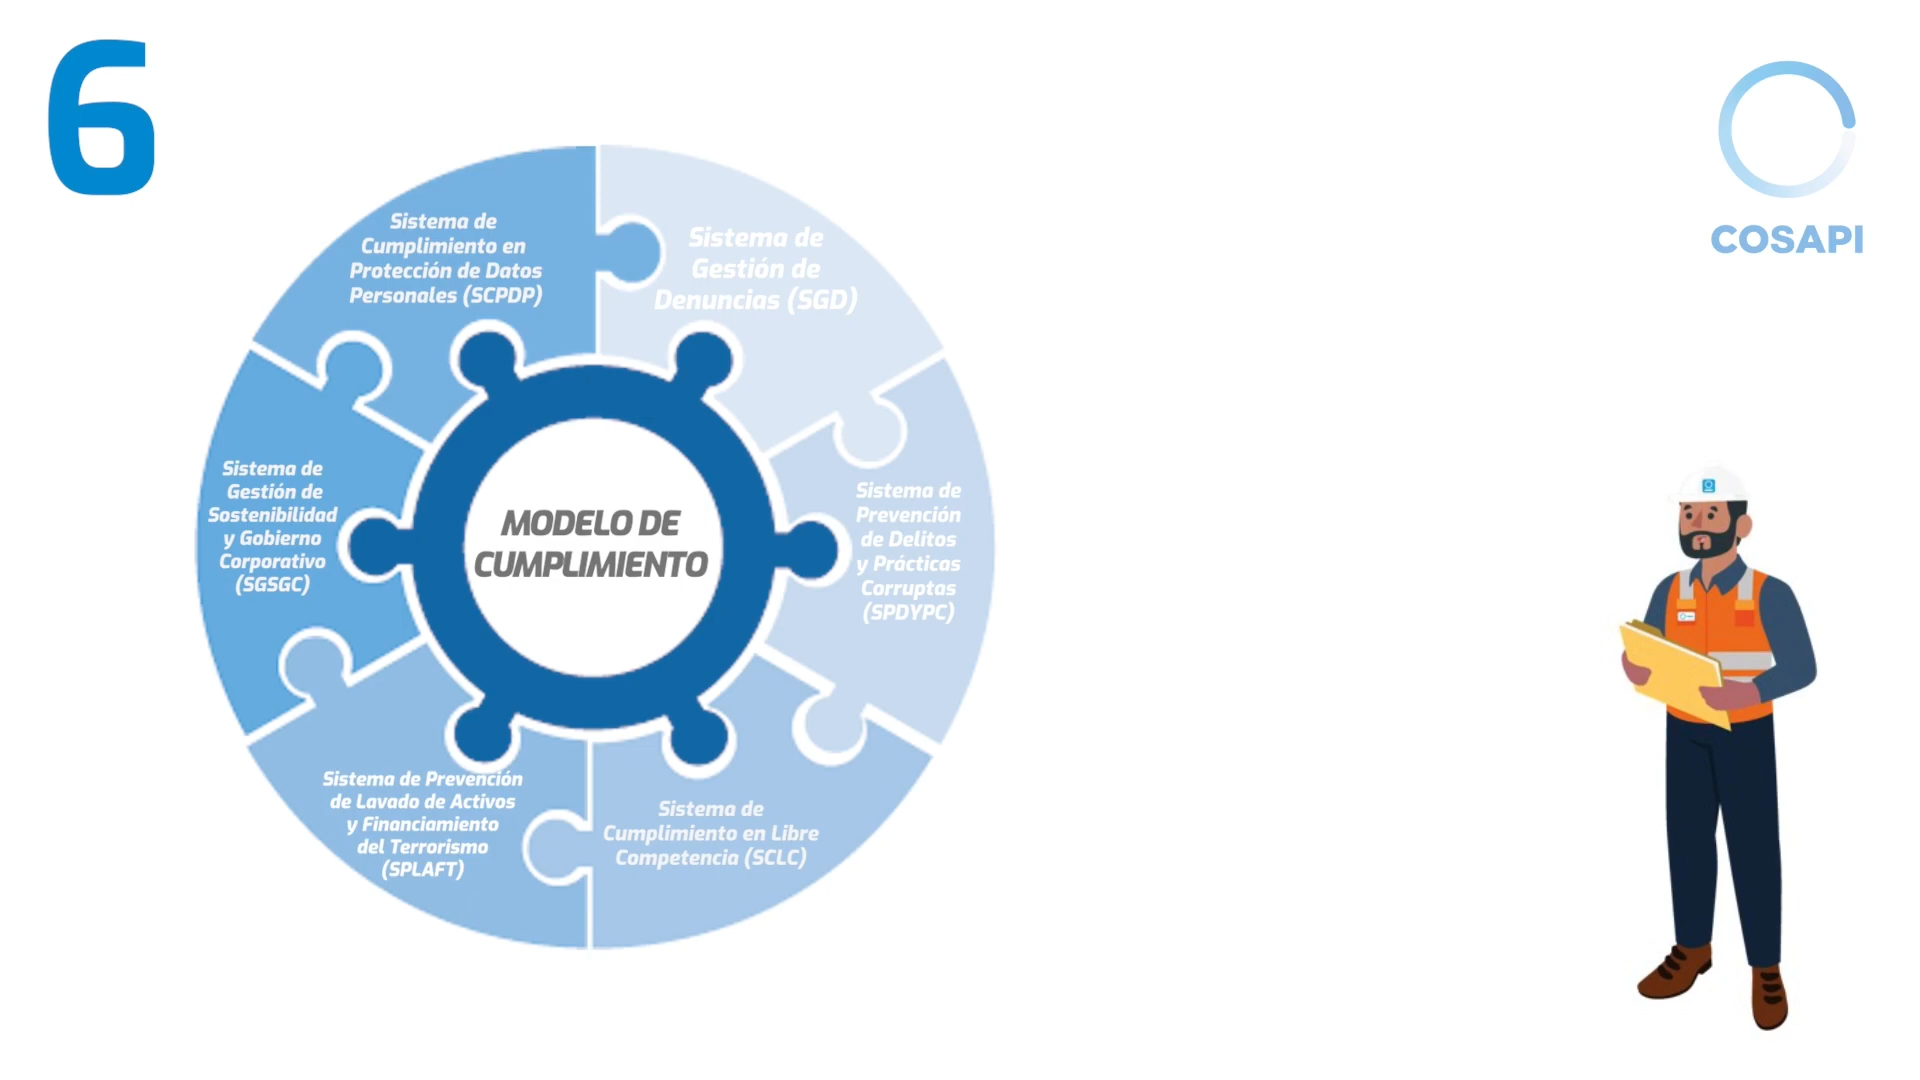 6
COSAPI
Sistema de
Cumplimiento en
Protección de Datos
Personales (SCPDP)
Sistema de
Gestión de
Denuncias (SGD)
Sistema de
Gestión de
Sostenibilidad
y Gobierno
Corporativo
(SGSGC)
MODELO DE
CUMPLIMIENTO
Sistema de
Prevención
de Delitos
y Prácticas
Corruptas
(SPDYPC)
Sistema de Prevención
de Lavado de Activos
y Financiamiento
del Terrorismo
(SPLAFT)
Sistema de
Cumplimiento en Libre
Competencia (SCLC)